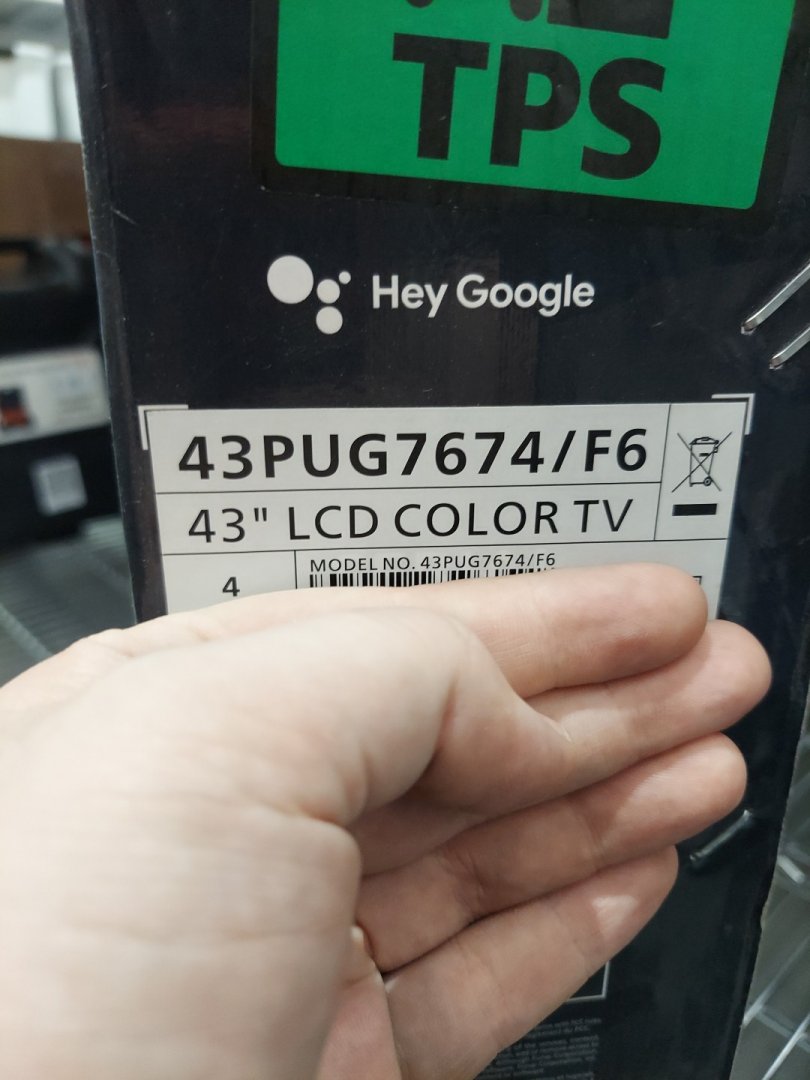 TPS
Hey Google
43PUG7674/F6
43" LCD COLOR TV
4
MODEL NO. 43PUG7674/F6